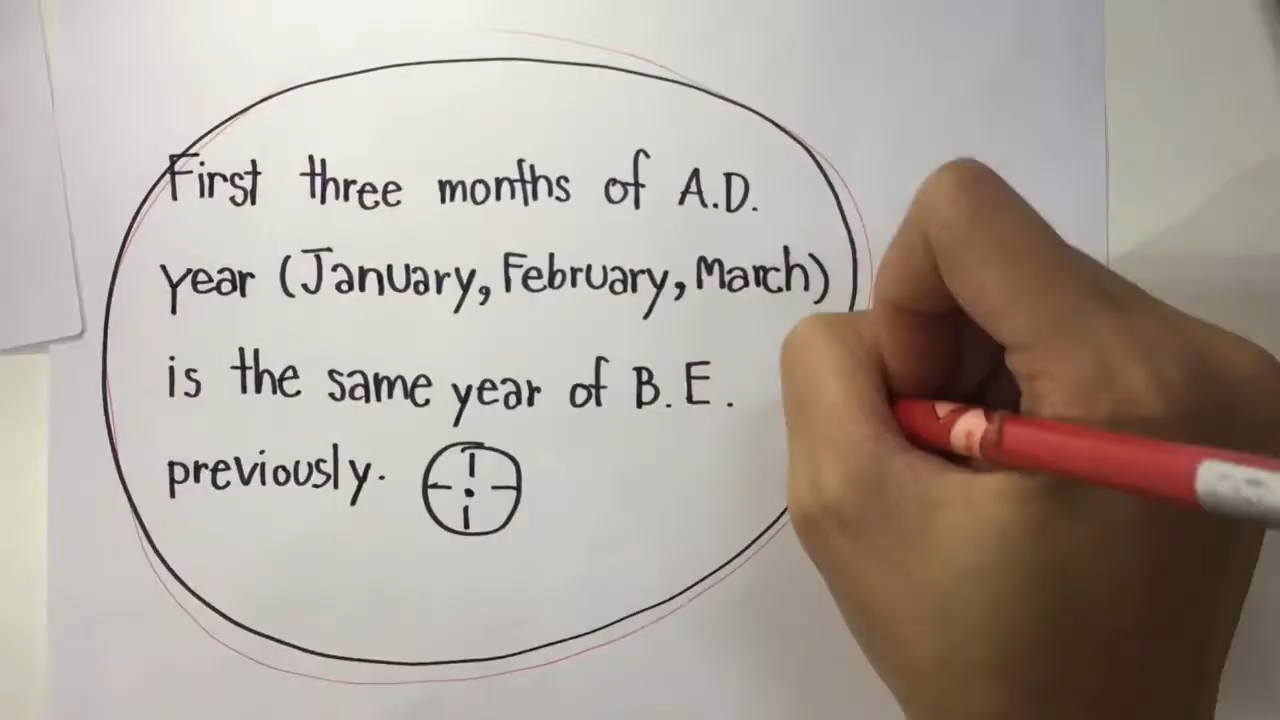 First three months of A.D.
year (January, February, March)
is the same year of B.E.
previously.